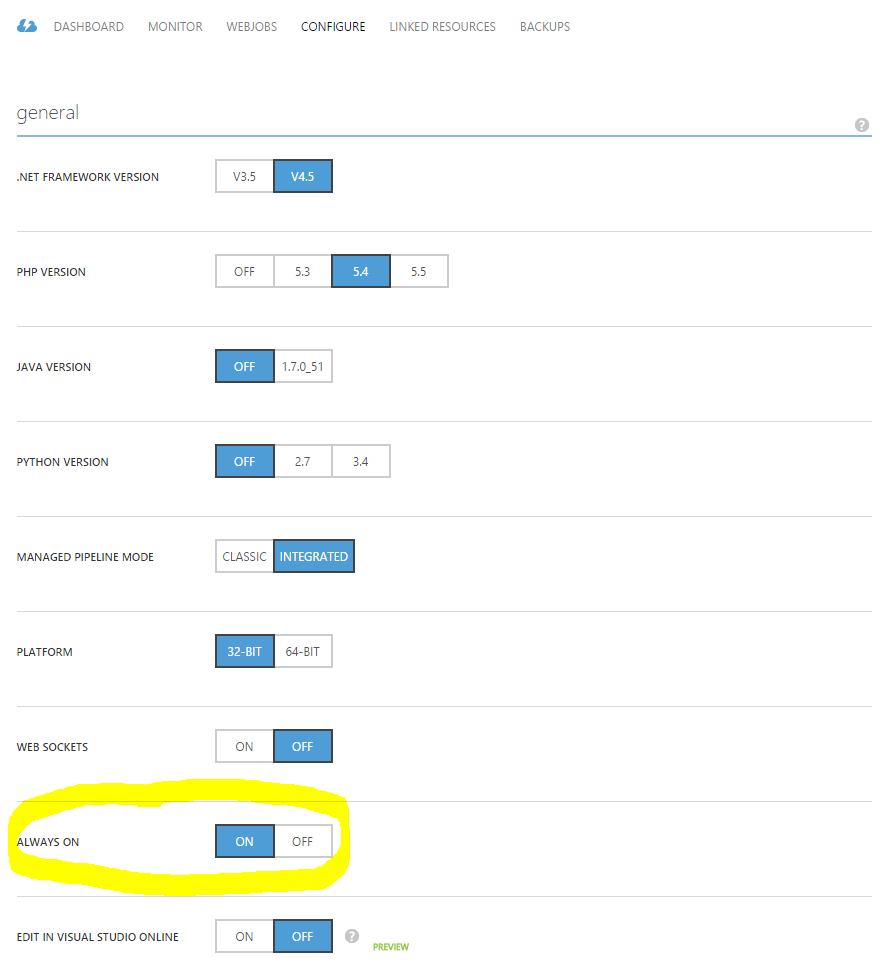 DASHBOARD MONITOR WEBJOBS CONFIGURE LINKED RESOURCES BACKUPS
general
?
.NET FRAMEWORK VERSION V3.5 V4.5
PHP VERSION OFF 5.3 5.4 5.5
JAVA VERSION OFF 1.7.0_51
PYTHON VERSION OFF 2.7 3.4
MANAGED PIPELINE MODE CLASSIC INTEGRATED
PLATFORM 32-BIT 64-BIT
WEB SOCKETS ON OFF
ALWAYS ON ON OFF
EDIT IN VISUAL STUDIO ONLINE ON OFF ? PREVIEW